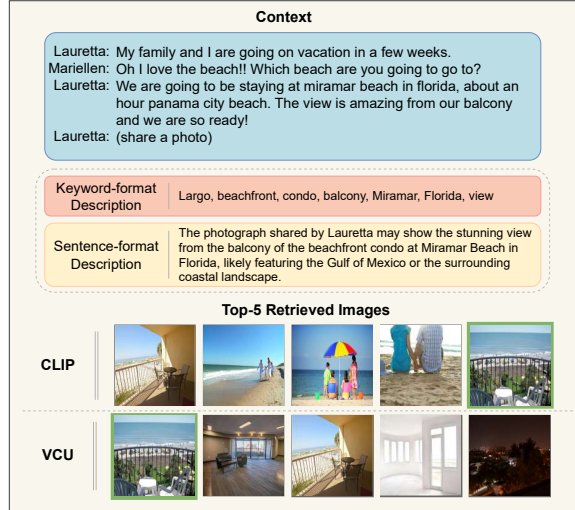 Context
Lauretta: My family and I are going on vacation in a few weeks.
Mariellen: Oh I love the beach!! Which beach are you going to go to?
Lauretta: We are going to be staying at miramar beach in florida, about an
hour panama city beach. The view is amazing from our balcony
and we are so ready!
Lauretta: (share a photo)
Keyword-format
Description
Largo, beachfront, condo, balcony, Miramar, Florida, view
Sentence-format
Description
The photograph shared by Lauretta may show the stunning view
from the balcony of the beachfront condo at Miramar Beach in
Florida, likely featuring the Gulf of Mexico or the surrounding
coastal landscape.
Top-5 Retrieved Images
CLIP
VCU